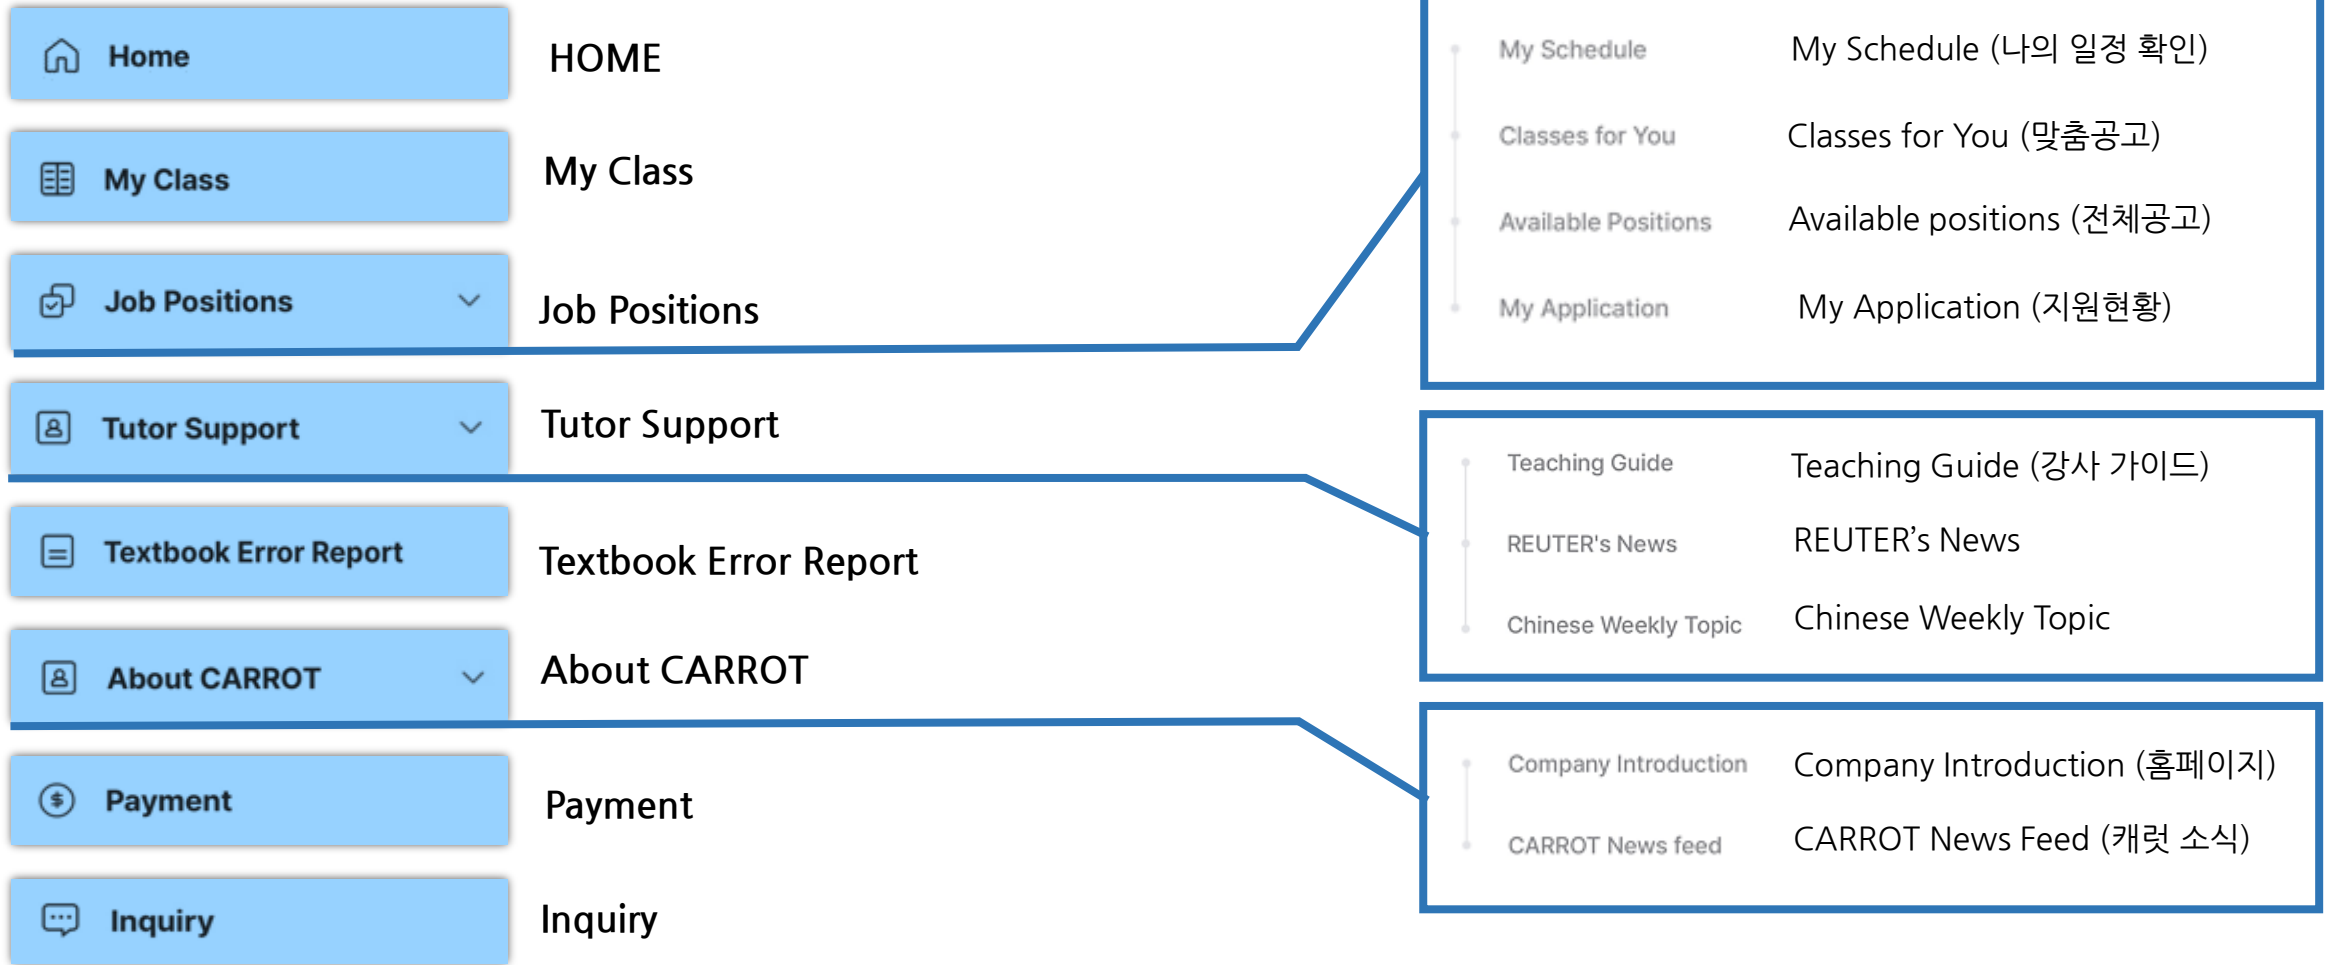 Home
HOME
My Class
My Class
Job Positions
Job Positions
Tutor Support
Tutor Support
Textbook Error Report
Textbook Error Report
About CARROT
About CARROT
Payment
Payment
Inquiry
Inquiry
My Schedule
My Schedule (나의 일정 확인)
Classes for You
Classes for You (맞춤공고)
Available Positions
Available positions (전체공고)
My Application
My Application (지원현황)
Teaching Guide
Teaching Guide (강사 가이드)
REUTER's News
REUTER’s News
Chinese Weekly Topic
Chinese Weekly Topic
Company Introduction
Company Introduction (홈페이지)
CARROT News feed
CARROT News Feed (캐럿 소식)